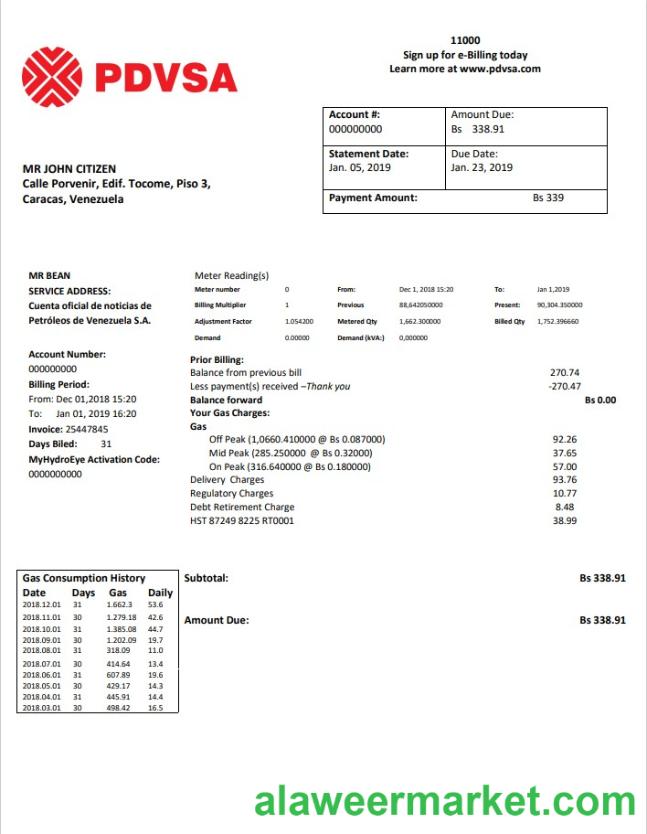 11000
Sign up for e-Billing today
Learn more at www.pdvsa.com
PDVSA
Account #:
000000000
Amount Due:
Bs 338.91
Statement Date:
Jan. 05, 2019
Due Date:
Jan. 23, 2019
Payment Amount: Bs 339
MR JOHN CITIZEN
Calle Porvenir, Edif. Tocome, Piso 3,
Caracas, Venezuela
MR BEAN
SERVICE ADDRESS:
Cuenta oficial de noticias de
Petróleos de Venezuela S.A.
Account Number:
000000000
Billing Period:
From: Dec 01,2018 15:20
To: Jan 01, 2019 16:20
Invoice: 25447845
Days Biled: 31
MyHydroEye Activation Code:
0000000000
Meter Reading(s)
Meter number 0 From: Dec 1, 2018 15:20 To: Jan 1,2019
Billing Multiplier 1 Previous 88,642050000 Present: 90,304.350000
Adjustment Factor 1.054200 Metered Qty 1,662.300000 Billed Qty 1,752.396660
Demand 0.00000 Demand (kVA:) 0,000000
Prior Billing:
Balance from previous bill 270.74
Less payment(s) received –Thank you -270.47
Balance forward Bs 0.00
Your Gas Charges:
Gas
Off Peak (1,0660.410000 @ Bs 0.087000) 92.26
Mid Peak (285.250000 @ Bs 0.32000) 37.65
On Peak (316.640000 @ Bs 0.180000) 57.00
Delivery Charges 93.76
Regulatory Charges 10.77
Debt Retirement Charge 8.48
HST 87249 8225 RT0001 38.99
Gas Consumption History
Date Days Gas Daily
2018.12.01 31 1.662.3 53.6
2018.11.01 30 1.279.18 42.6
2018.10.01 31 1.385.08 44.7
2018.09.01 30 1.202.09 19.7
2018.08.01 31 318.09 11.0
2018.07.01 30 414.64 13.4
2018.06.01 31 607.89 19.6
2018.05.01 30 429.17 14.3
2018.04.01 31 445.91 14.4
2018.03.01 30 498.42 16.5
Subtotal: Bs 338.91
Amount Due: Bs 338.91
alaweermarket.com